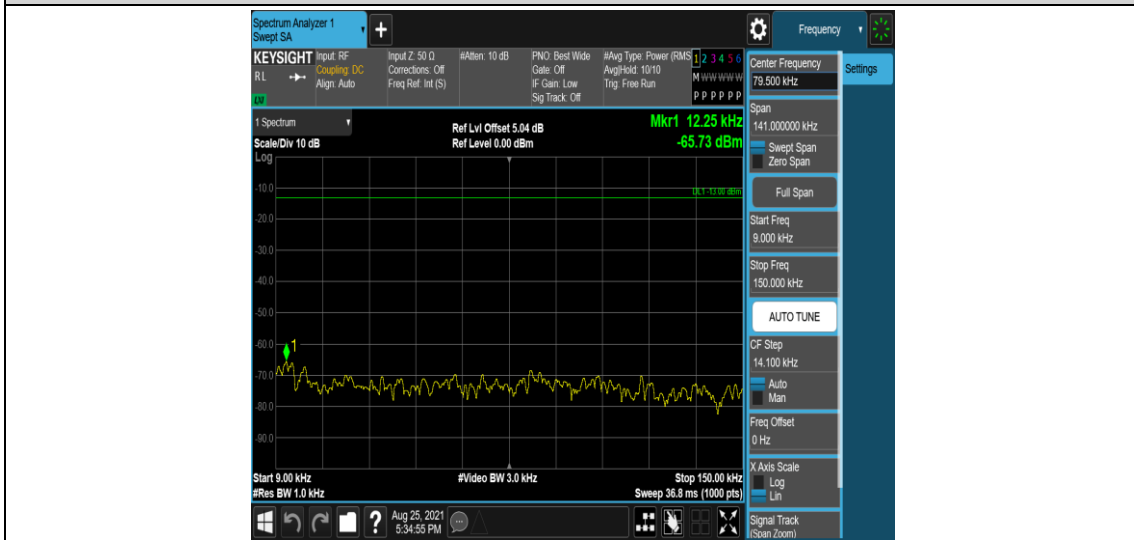 Spectrum Analyzer 1
Swept SA
+
Frequency
KEYSIGHT
R L
LXI
Input: RF
Coupling: DC
Align: Auto
Input Z: 50 Ω
Corrections: Off
Freq Ref: Int (S)
#Atten: 10 dB
PNO: Best Wide
Gate: Off
IF Gain: Low
Sig Track: Off
#Avg Type: Power (RMS
Avg|Hold: 10/10
Trig: Free Run
1 2 3 4 5 6
M W W W W W
P P P P P P
1 Spectrum
Scale/Div 10 dB
Log
Ref Lvl Offset 5.04 dB
Ref Level 0.00 dBm
Mkr1 12.25 kHz
-65.73 dBm
-10.0
DL1 -13.00 dBm
-20.0
-30.0
-40.0
-50.0
-60.0
1
-70.0
-80.0
-90.0
Start 9.00 kHz
#Res BW 1.0 kHz
#Video BW 3.0 kHz
Stop 150.00 kHz
Sweep 36.8 ms (1000 pts)
?
Aug 25, 2021
5:34:55 PM
Center Frequency
79.500 kHz
Settings
Span
141.000000 kHz
Swept Span
Zero Span
Full Span
Start Freq
9.000 kHz
Stop Freq
150.000 kHz
AUTO TUNE
CF Step
14.100 kHz
Auto
Man
Freq Offset
0 Hz
X Axis Scale
Log
Lin
Signal Track
(Span Zoom)